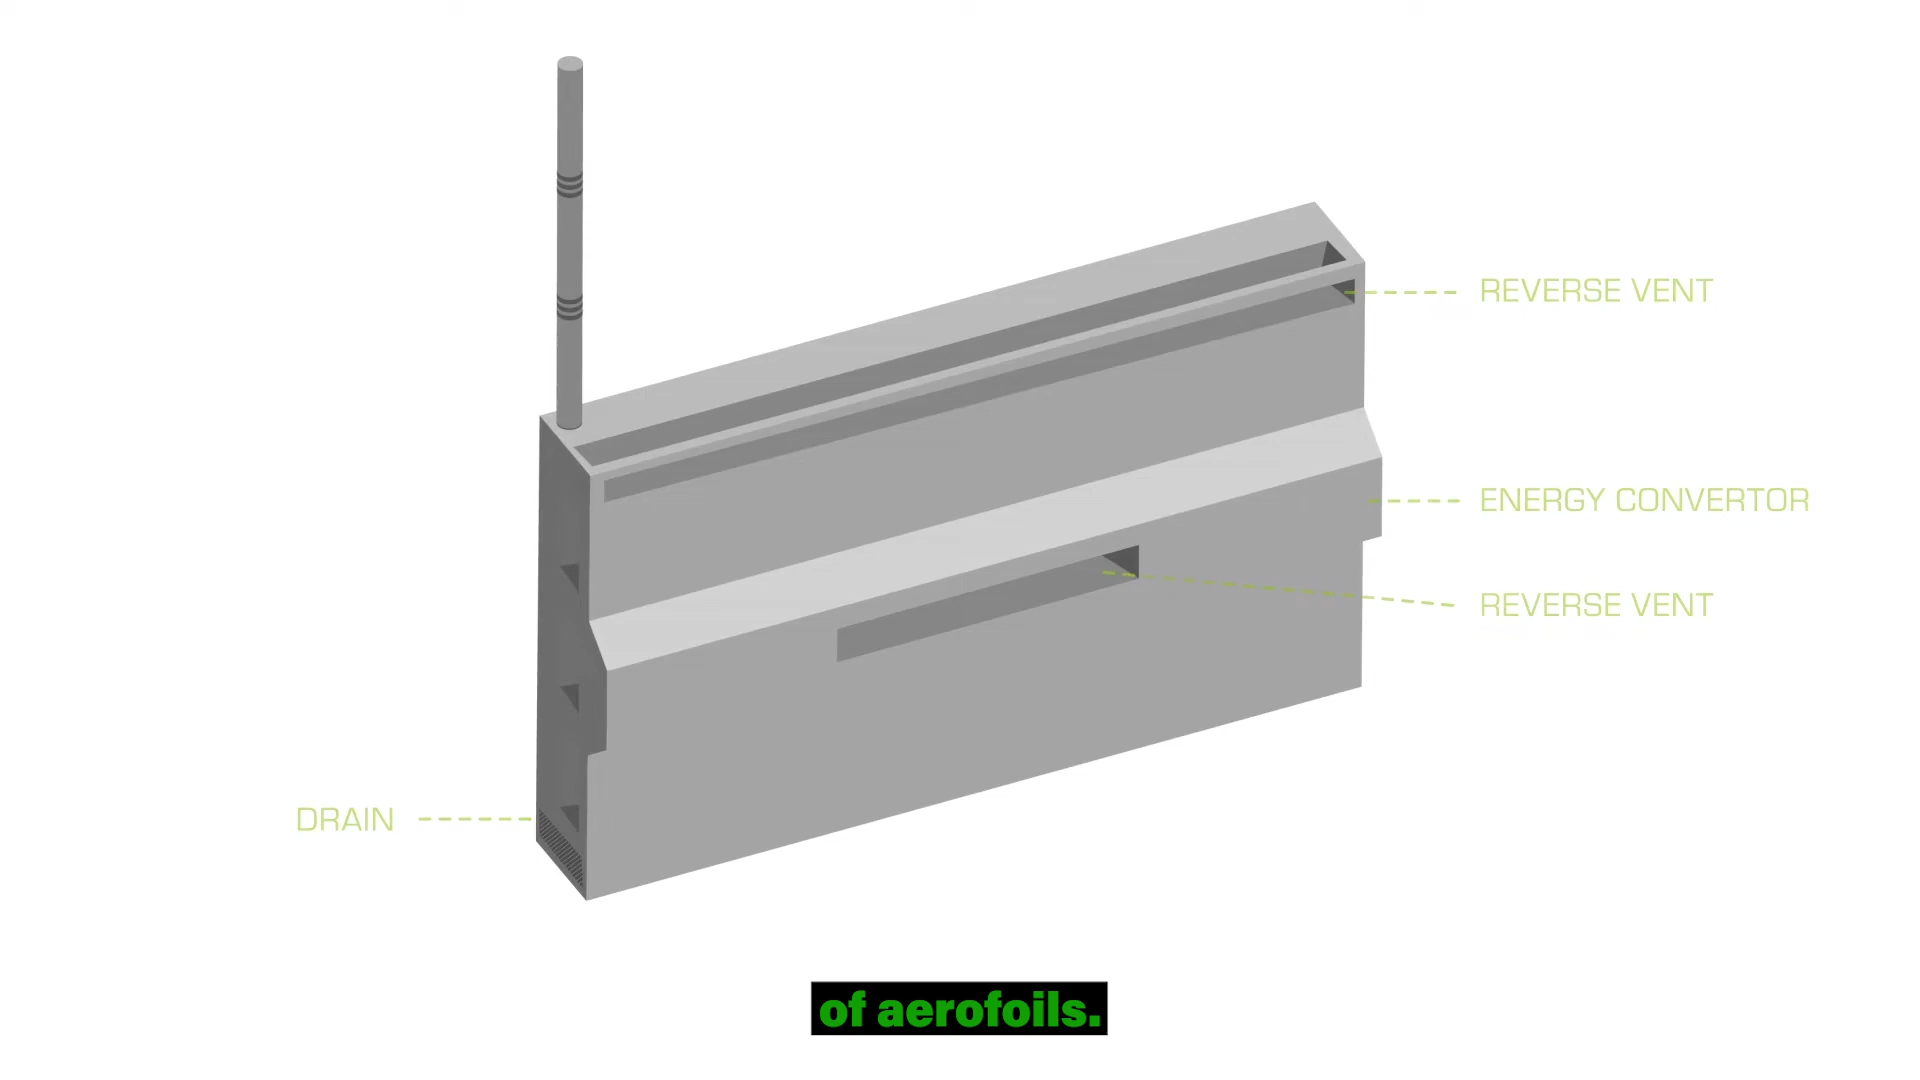 REVERSE VENT
ENERGY CONVERTOR
REVERSE VENT
DRAIN
of aerofoils.